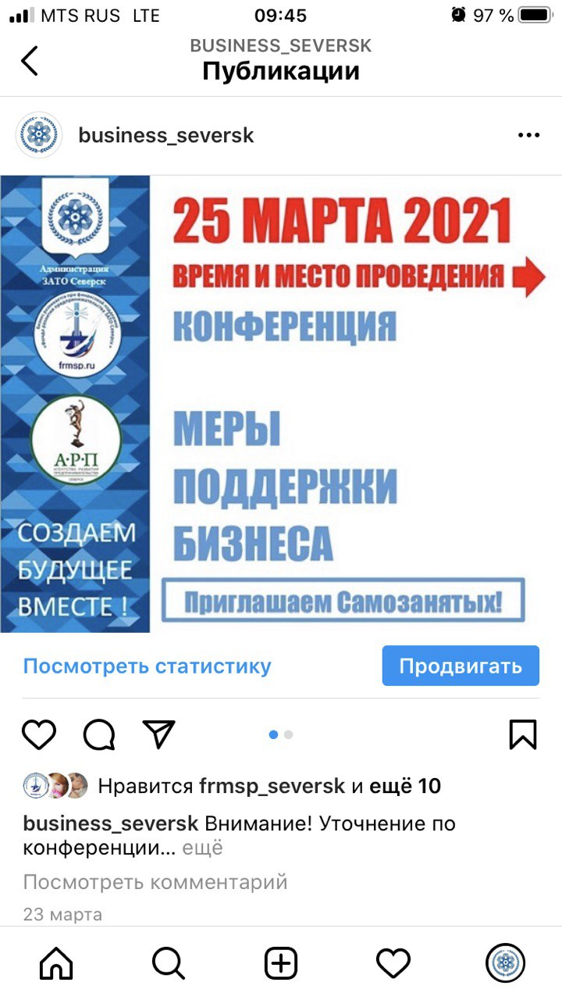 MTS RUS LTE 09:45 97 %
BUSINESS_SEVERSK
Публикации
business_seversk
Администрация
ЗАТО Северск
frmsp.ru
А·Р·П
СОЗДАЕМ
БУДУЩЕЕ
ВМЕСТЕ !
25 МАРТА 2021
ВРЕМЯ И МЕСТО ПРОВЕДЕНИЯ
КОНФЕРЕНЦИЯ
МЕРЫ
ПОДДЕРЖКИ
БИЗНЕСА
Приглашаем Самозанятых!
Посмотреть статистику
Продвигать
Нравится frmsp_seversk и ещё 10
business_seversk Внимание! Уточнение по
конференции... ещё
Посмотреть комментарий
23 марта